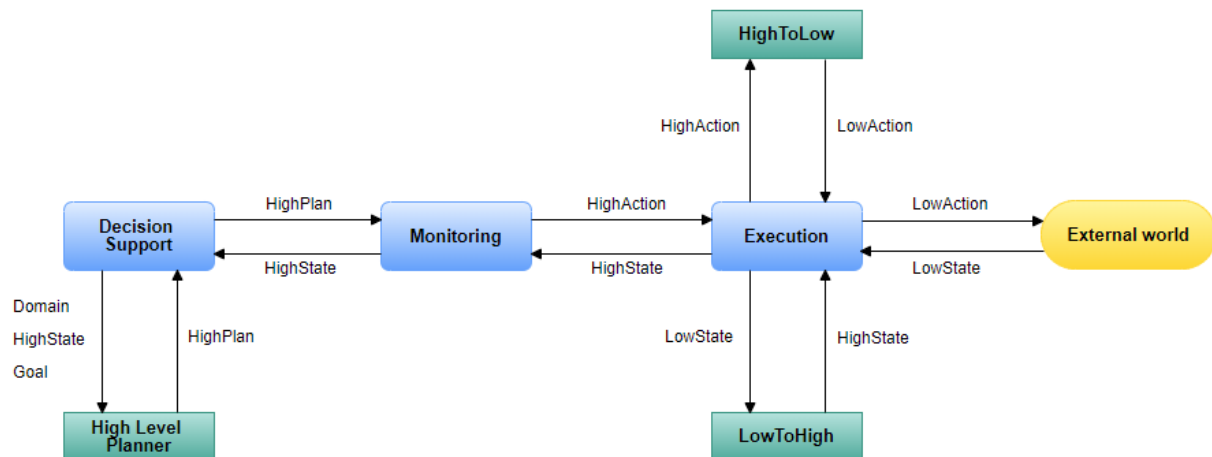 HighToLow
HighAction
LowAction
Decision
Support
HighPlan
HighState
Monitoring
HighAction
HighState
Execution
LowAction
LowState
External world
Domain
HighState
Goal
HighPlan
LowState
HighState
High Level
Planner
LowToHigh